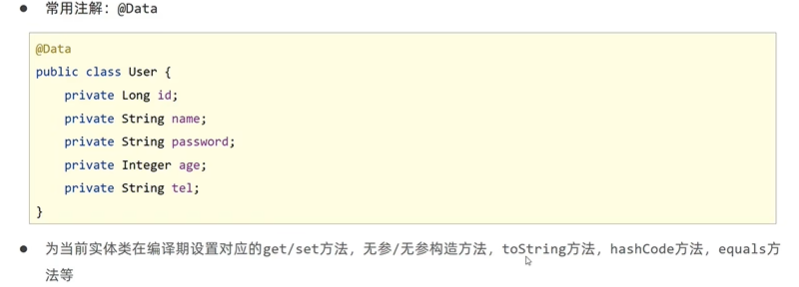 ● 常用注解：@Data
@Data
public class User {
    private Long id;
    private String name;
    private String password;
    private Integer age;
    private String tel;
}
● 为当前实体类在编译期设置对应的get/set方法，无参/无参构造方法，toString方法，hashCode方法，equals方
法等